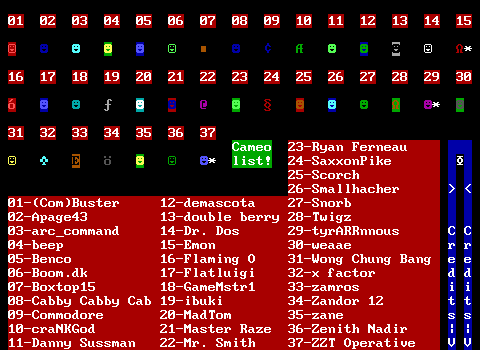 01 02 03 04 05 06 07 08 09 10 11 12 13 14 15
16 17 18 19 20 21 22 23 24 25 26 27 28 29 30
31 32 33 34 35 36 37
Cameo
list!
01-(Com)Buster
02-Apage43
03-arc_command
04-beep
05-Benco
06-Boom.dk
07-Boxtop15
08-Cabby Cabby Cab
09-Commodore
10-craNKGod
11-Danny Sussman
12-demascota
13-double berry
14-Dr. Dos
15-Emon
16-Flaming O
17-Flatluigi
18-GameMstr1
19-ibuki
20-MadTom
21-Master Raze
22-Mr. Smith
23-Ryan Ferneau
24-SaxxonPike
25-Scorch
26-Smallhacher
27-Snorb
28-Twigz
29-tyrARRnnous
30-weaae
31-Wong Chung Bang
32-x factor
33-zamros
34-Zandor 12
35-zane
36-Zenith Nadir
37-ZZT Operative
> <
Credits!V
Credits!V